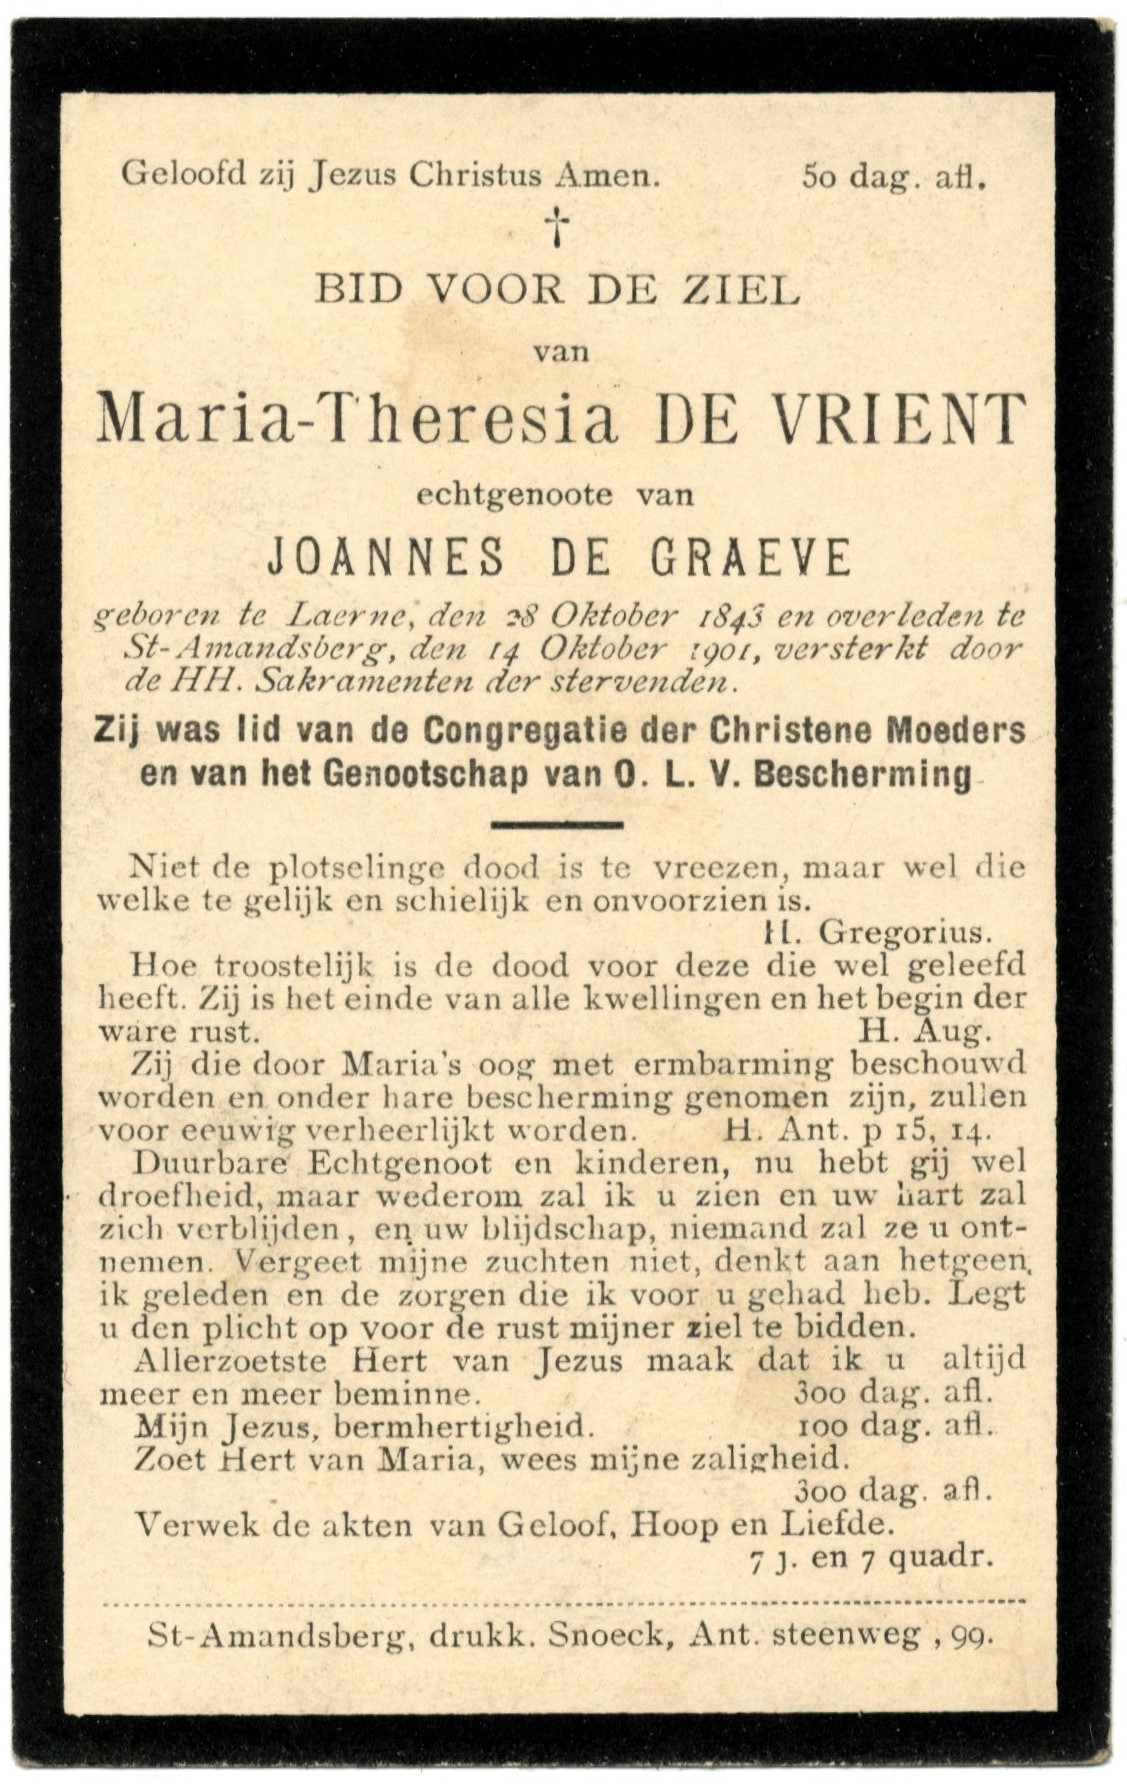 Geloofd zij Jezus Christus Amen. 50 dag. afl.
†
BID VOOR DE ZIEL
van
Maria-Theresia DE VRIENT
echtgenoote van
JOANNES DE GRAEVE
geboren te Laerne, den 28 Oktober 1843 en overleden te
St-Amandsberg, den 14 Oktober 1901, versterkt door
de HH. Sakramenten der stervenden.
Zij was lid van de Congregatie der Christene Moeders
en van het Genootschap van O. L. V. Bescherming
Niet de plotselinge dood is te vreezen, maar wel die
welke te gelijk en schielijk en onvoorzien is.
H. Gregorius.
Hoe troostelijk is de dood voor deze die wel geleefd
heeft. Zij is het einde van alle kwellingen en het begin der
ware rust. H. Aug.
Zij die door Maria's oog met ermbarming beschouwd
worden en onder hare bescherming genomen zijn, zullen
voor eeuwig verheerlijkt worden. H. Ant. p 15, 14.
Duurbare Echtgenoot en kinderen, nu hebt gij wel
droefheid, maar wederom zal ik u zien en uw hart zal
zich verblijden, en uw blijdschap, niemand zal ze u ont-
nemen. Vergeet mijne zuchten niet, denkt aan hetgeen
ik geleden en de zorgen die ik voor u gehad heb. Legt
u den plicht op voor de rust mijner ziel te bidden.
Allerzoetste Hert van Jezus maak dat ik u altijd
meer en meer beminne. 300 dag. afl.
Mijn Jezus, bermhertigheid. 100 dag. afl.
Zoet Hert van Maria, wees mijne zaligheid.
300 dag. afl.
Verwek de akten van Geloof, Hoop en Liefde.
7 j. en 7 quadr.
St-Amandsberg, drukk. Snoeck, Ant. steenweg, 99.